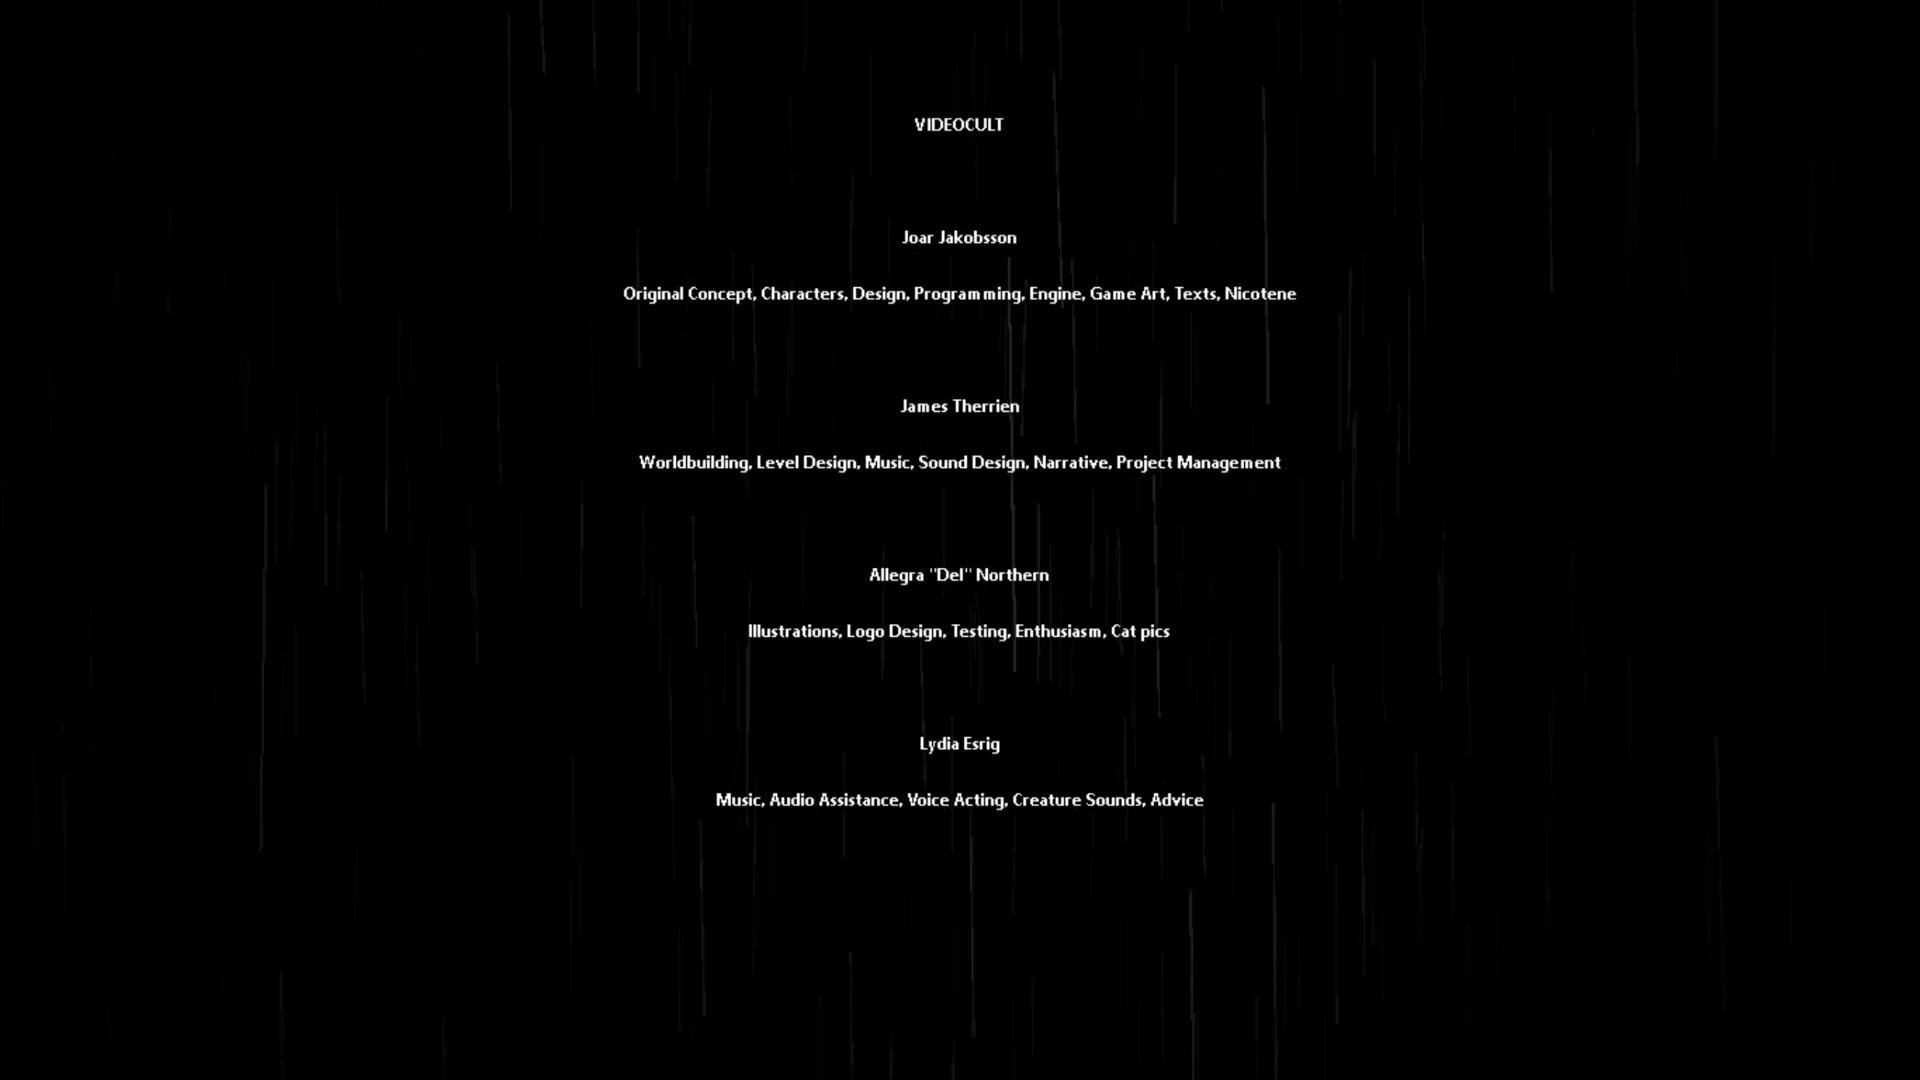 VIDEOCULT
Joar Jakobsson
Original Concept, Characters, Design, Programming, Engine, Game Art, Texts, Nicotene
James Therrien
Worldbuilding, Level Design, Music, Sound Design, Narrative, Project Management
Allegra "Del" Northern
Illustrations, Logo Design, Testing, Enthusiasm, Cat pics
Lydia Esrig
Music, Audio Assistance, Voice Acting, Creature Sounds, Advice